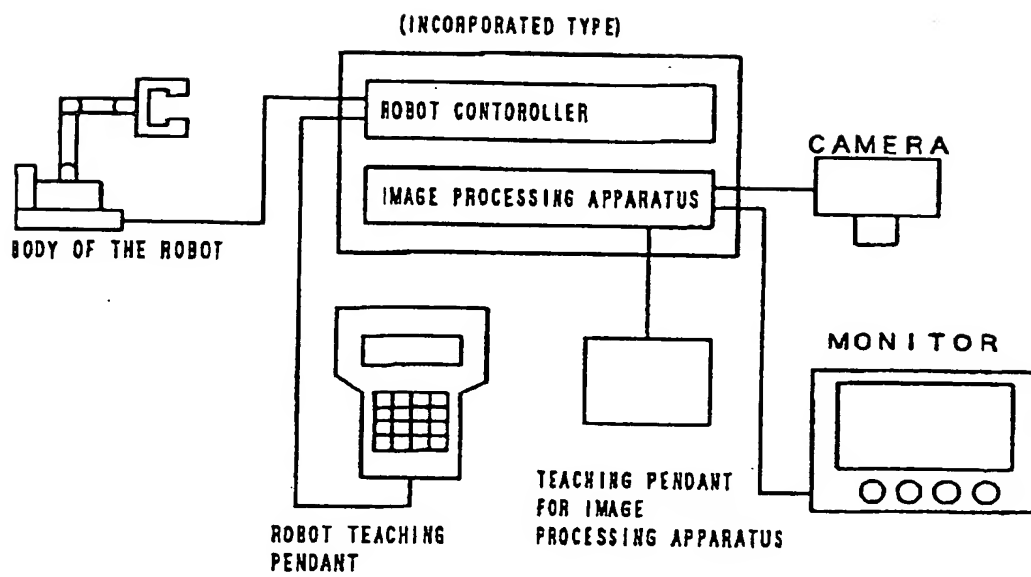 (INCORPORATED TYPE)
ROBOT CONTOROLLER
CAMERA
IMAGE PROCESSING APPARATUS
BODY OF THE ROBOT
MONITOR
TEACHING PENDANT
FOR IMAGE
PROCESSING APPARATUS
ROBOT TEACHING
PENDANT